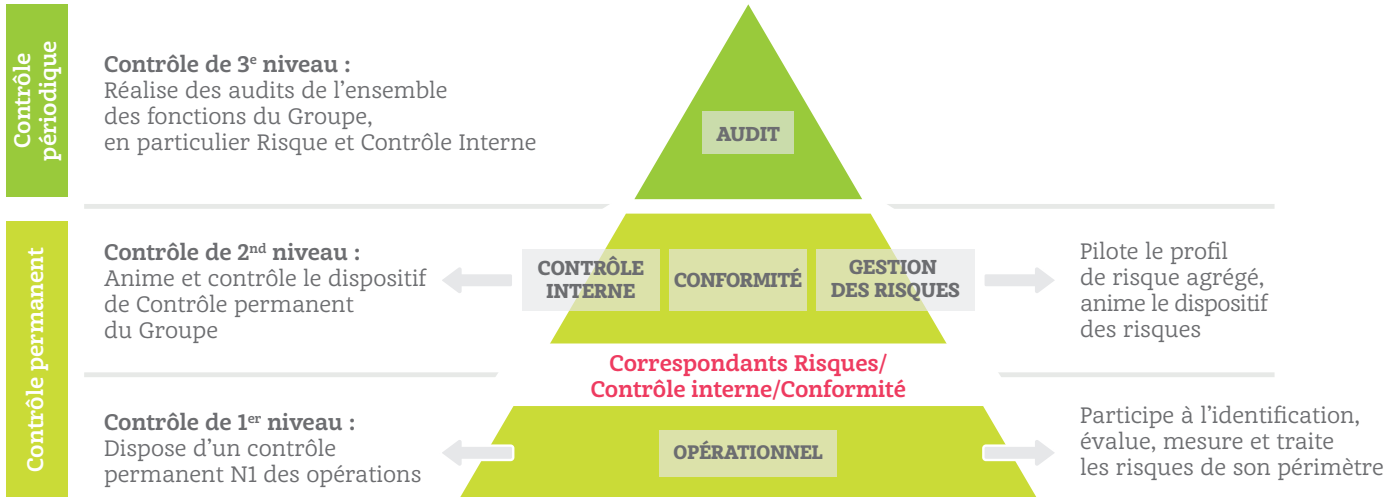 Contrôle
périodique
Contrôle de 3e niveau :
Réalise des audits de l'ensemble
des fonctions du Groupe,
en particulier Risque et Contrôle Interne
AUDIT
Contrôle permanent
Contrôle de 2nd niveau :
Anime et contrôle le dispositif
de Contrôle permanent
du Groupe
CONTRÔLE
INTERNE
CONFORMITÉ
GESTION
DES RISQUES
Pilote le profil
de risque agrégé,
anime le dispositif
des risques
Correspondants Risques/
Contrôle interne/Conformité
Contrôle de 1er niveau :
Dispose d'un contrôle
permanent N1 des opérations
OPÉRATIONNEL
Participe à l'identification,
évalue, mesure et traite
les risques de son périmètre